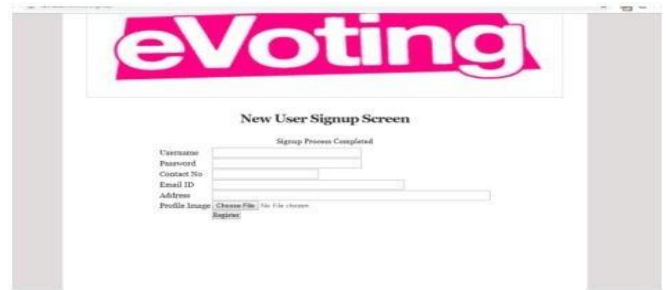 eVoting
New User Signup Screen
Signup Process Completed
Username
Password
Contact No
Email ID
Address
Profile Image Choose File No file chosen
Register